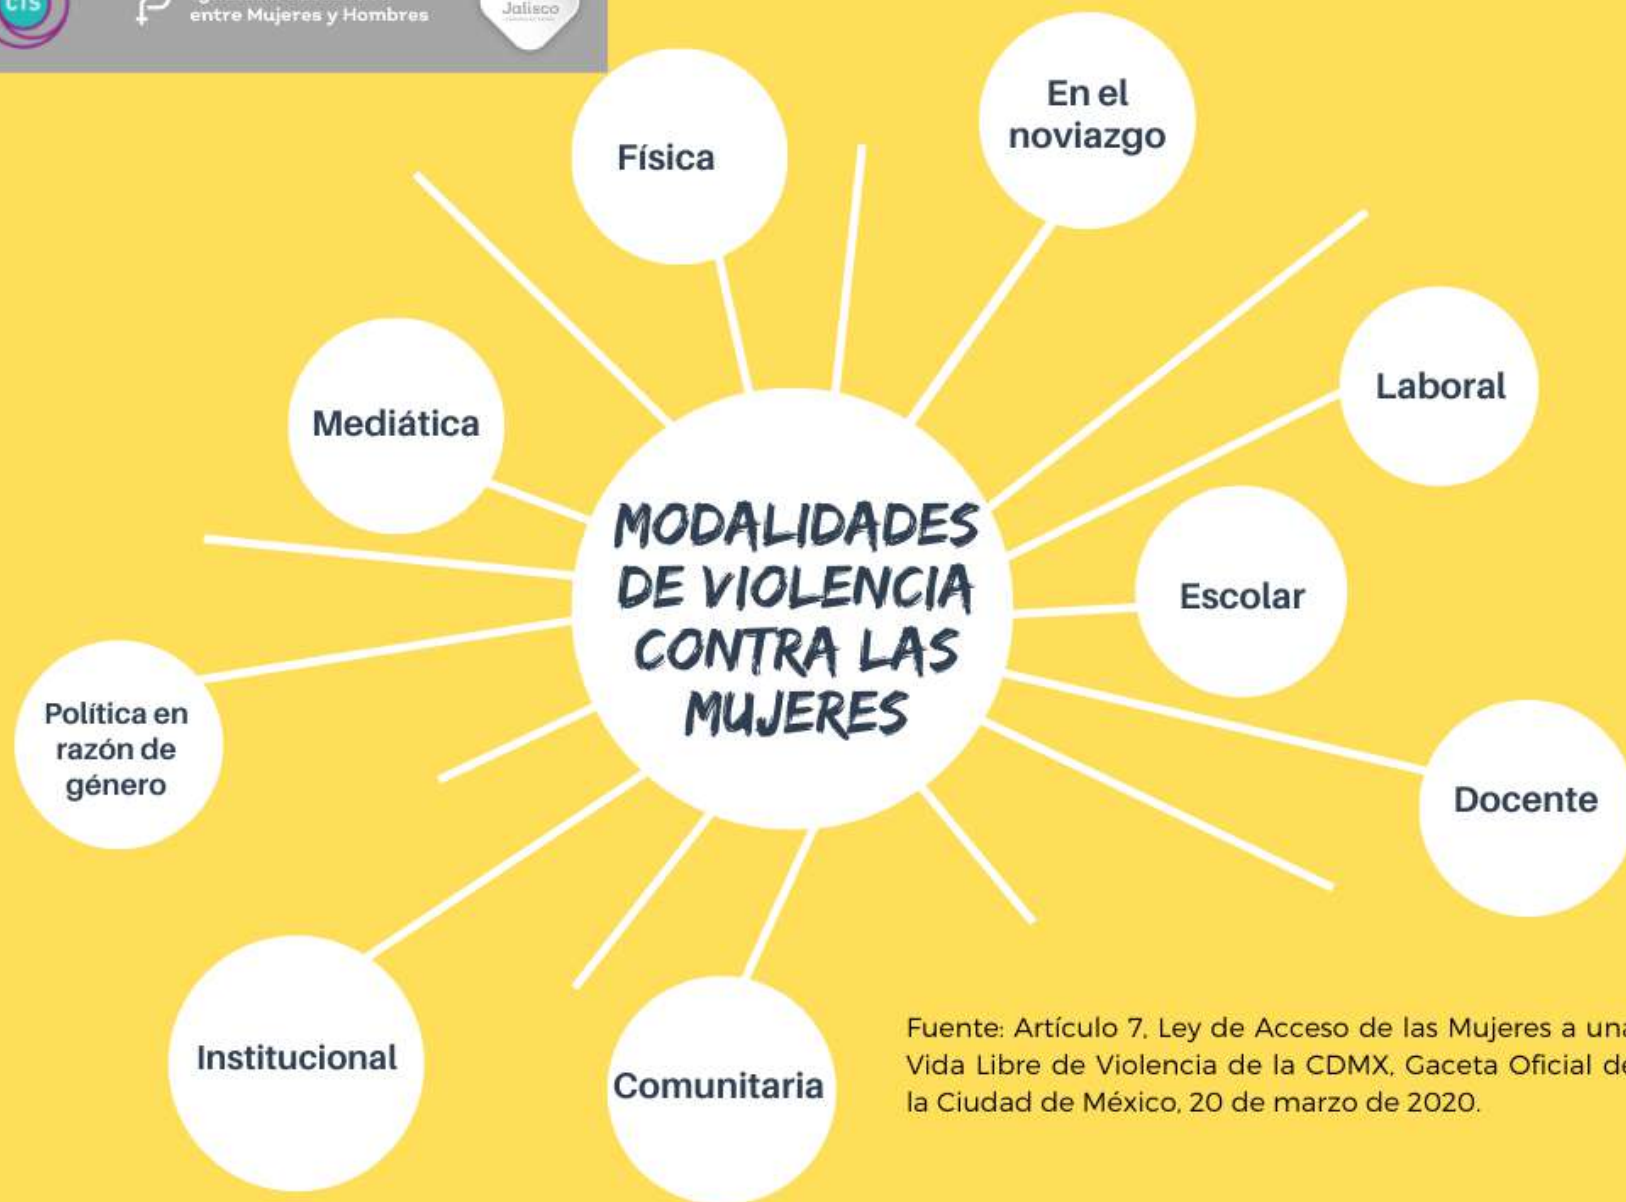 CTS
entre Mujeres y Hombres
Jalisco
Física
En el
noviazgo
Mediática
Laboral
MODALIDADES
DE VIOLENCIA
CONTRA LAS
MUJERES
Escolar
Política en
razón de
género
Docente
Institucional
Comunitaria
Fuente: Artículo 7, Ley de Acceso de las Mujeres a una
Vida Libre de Violencia de la CDMX, Gaceta Oficial de
la Ciudad de México, 20 de marzo de 2020.